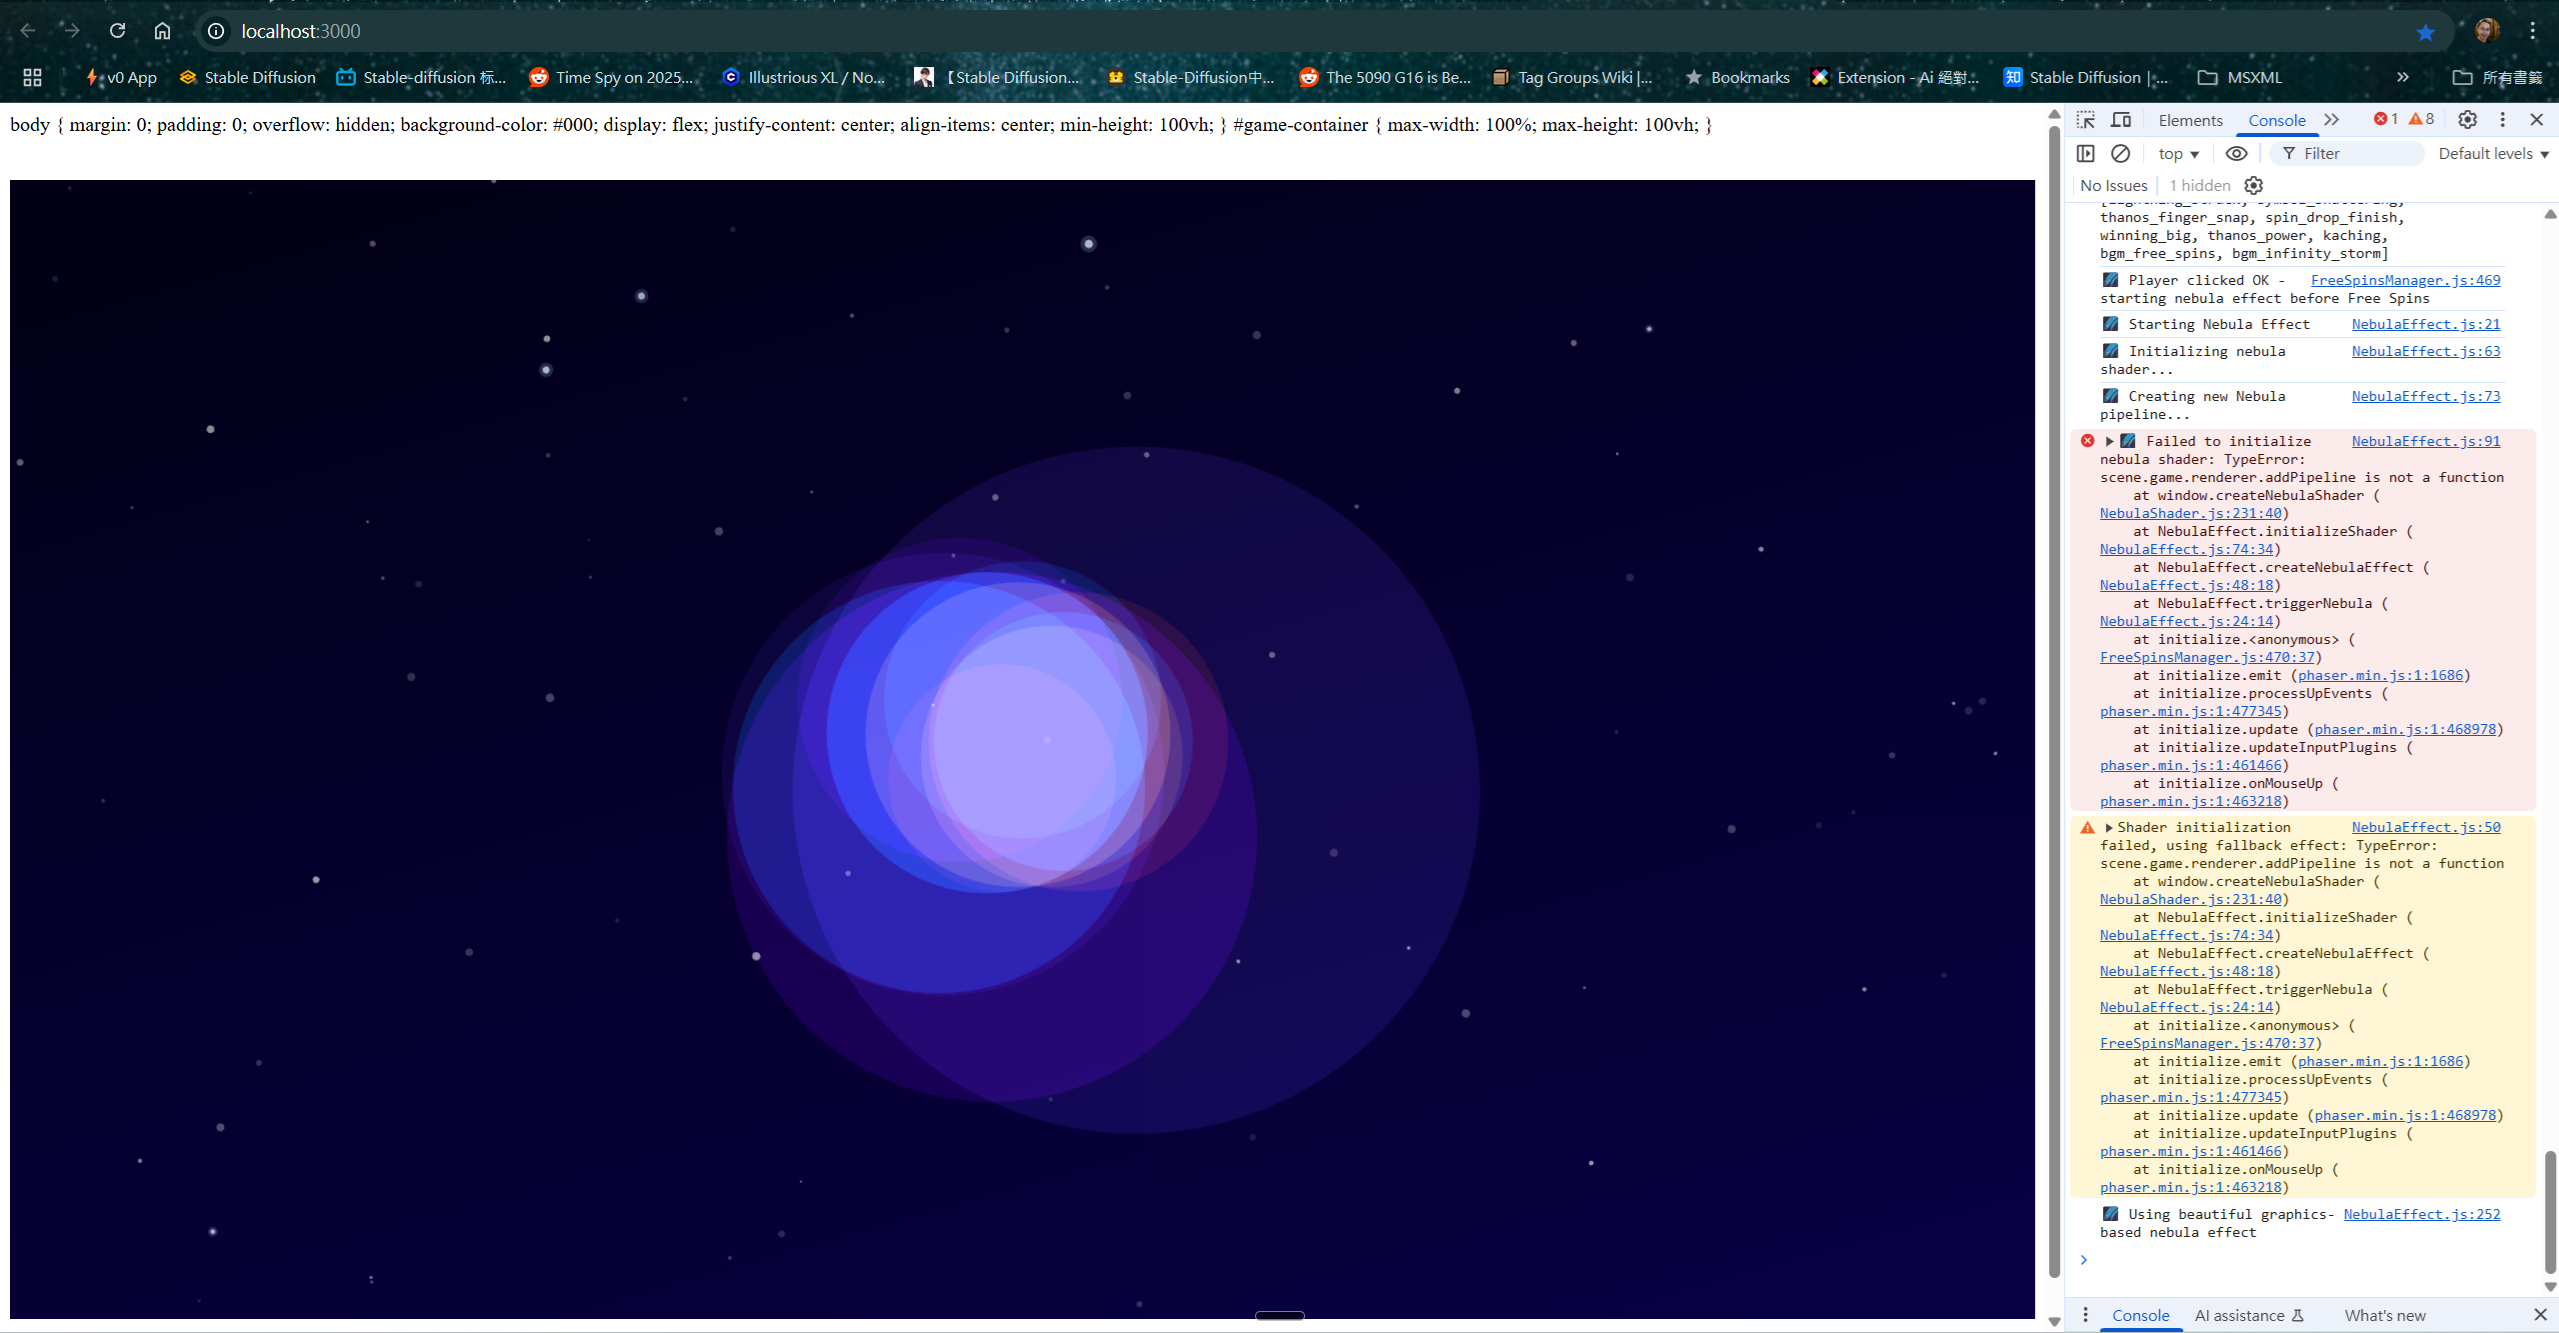 localhost:3000
v0 App
Stable Diffusion
Stable-diffusion 标...
Time Spy on 2025...
Illustrious XL / No...
【Stable Diffusion...
Stable-Diffusion中...
The 5090 G16 is Be...
Tag Groups Wiki |...
Bookmarks
Extension - Ai 絕對...
知 Stable Diffusion | ...
MSXML
»
所有書籤
body { margin: 0; padding: 0; overflow: hidden; background-color: #000; display: flex; justify-content: center; align-items: center; min-height: 100vh; } #game-container { max-width: 100%; max-height: 100vh; }
Elements
Console
1
8
top
Filter
Default levels
No Issues
1 hidden
thanos_finger_snap, spin_drop_finish,
winning_big, thanos_power, kaching,
bgm_free_spins, bgm_infinity_storm]
Player clicked OK - FreeSpinsManager.js:469
starting nebula effect before Free Spins
Starting Nebula Effect NebulaEffect.js:21
Initializing nebula NebulaEffect.js:63
shader...
Creating new Nebula NebulaEffect.js:73
pipeline...
Failed to initialize NebulaEffect.js:91
nebula shader: TypeError:
scene.game.renderer.addPipeline is not a function
at window.createNebulaShader (
NebulaShader.js:231:40)
at NebulaEffect.initializeShader (
NebulaEffect.js:74:34)
at NebulaEffect.createNebulaEffect (
NebulaEffect.js:48:18)
at NebulaEffect.triggerNebula (
NebulaEffect.js:24:14)
at initialize.<anonymous> (
FreeSpinsManager.js:470:37)
at initialize.emit (phaser.min.js:1:1686)
at initialize.processUpEvents (
phaser.min.js:1:477345)
at initialize.update (phaser.min.js:1:468978)
at initialize.updateInputPlugins (
phaser.min.js:1:461466)
at initialize.onMouseUp (
phaser.min.js:1:463218)
Shader initialization NebulaEffect.js:50
failed, using fallback effect: TypeError:
scene.game.renderer.addPipeline is not a function
at window.createNebulaShader (
NebulaShader.js:231:40)
at NebulaEffect.initializeShader (
NebulaEffect.js:74:34)
at NebulaEffect.createNebulaEffect (
NebulaEffect.js:48:18)
at NebulaEffect.triggerNebula (
NebulaEffect.js:24:14)
at initialize.<anonymous> (
FreeSpinsManager.js:470:37)
at initialize.emit (phaser.min.js:1:1686)
at initialize.processUpEvents (
phaser.min.js:1:477345)
at initialize.update (phaser.min.js:1:468978)
at initialize.updateInputPlugins (
phaser.min.js:1:461466)
at initialize.onMouseUp (
phaser.min.js:1:463218)
Using beautiful graphics- NebulaEffect.js:252
based nebula effect
Console
AI assistance
What's new